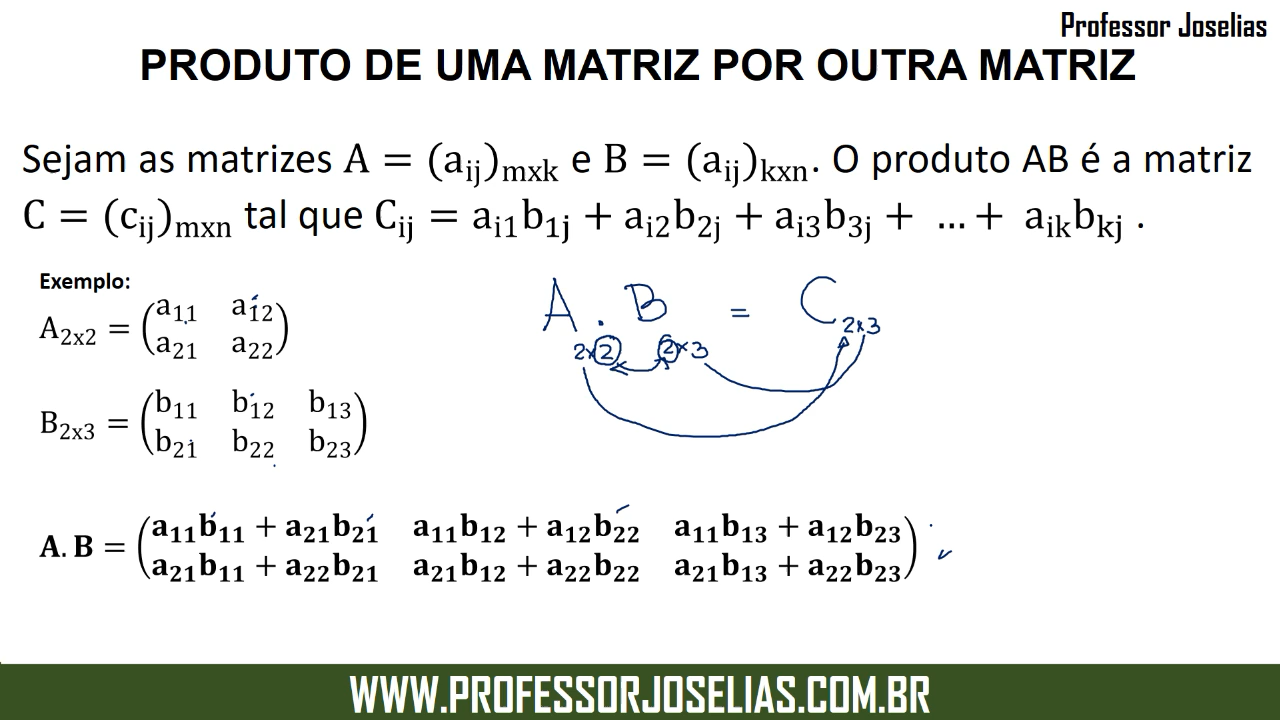 Professor Joselias
PRODUTO DE UMA MATRIZ POR OUTRA MATRIZ
Sejam as matrizes A = (aᵢⱼ)ₘₓₖ e B = (aᵢⱼ)ₖₓₙ. O produto AB é a matriz
C = (cᵢⱼ)ₘₓₙ tal que Cᵢⱼ = aᵢ₁b₁ⱼ + aᵢ₂b₂ⱼ + aᵢ₃b₃ⱼ + ... + aᵢₖbₖⱼ .
Exemplo:
A₂ₓ₂ = (a₁₁ a₁₂
a₂₁ a₂₂)
B₂ₓ₃ = (b₁₁ b₁₂ b₁₃
b₂₁ b₂₂ b₂₃)
A . B = C
2x2 2x3 2x3
A. B = (a₁₁b₁₁ + a₂₁b₂₁ a₁₁b₁₂ + a₁₂b₂₂ a₁₁b₁₃ + a₁₂b₂₃
a₂₁b₁₁ + a₂₂b₂₁ a₂₁b₁₂ + a₂₂b₂₂ a₂₁b₁₃ + a₂₂b₂₃)
WWW.PROFESSORJOSELIAS.COM.BR